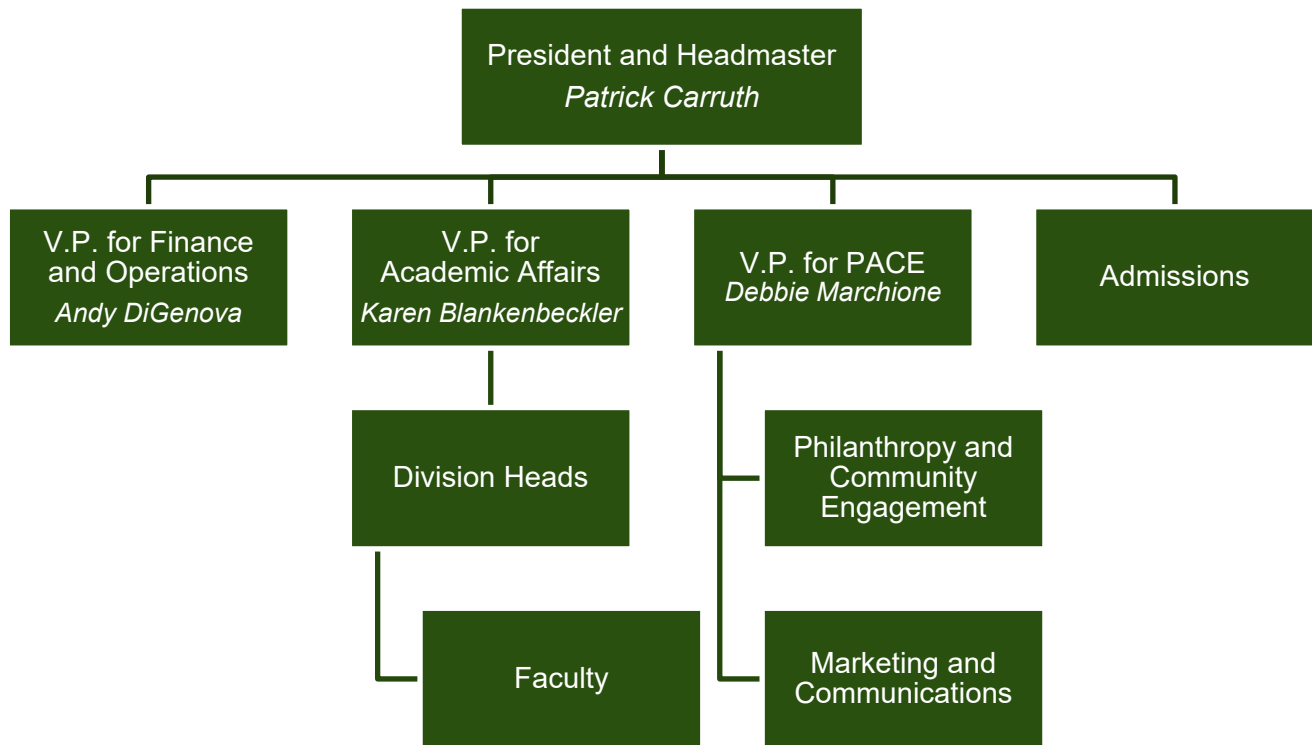 President and Headmaster
Patrick Carruth
V.P. for Finance
and Operations
Andy DiGenova
V.P. for
Academic Affairs
Karen Blankenbeckler
V.P. for PACE
Debbie Marchione
Admissions
Division Heads
Philanthropy and
Community
Engagement
Faculty
Marketing and
Communications